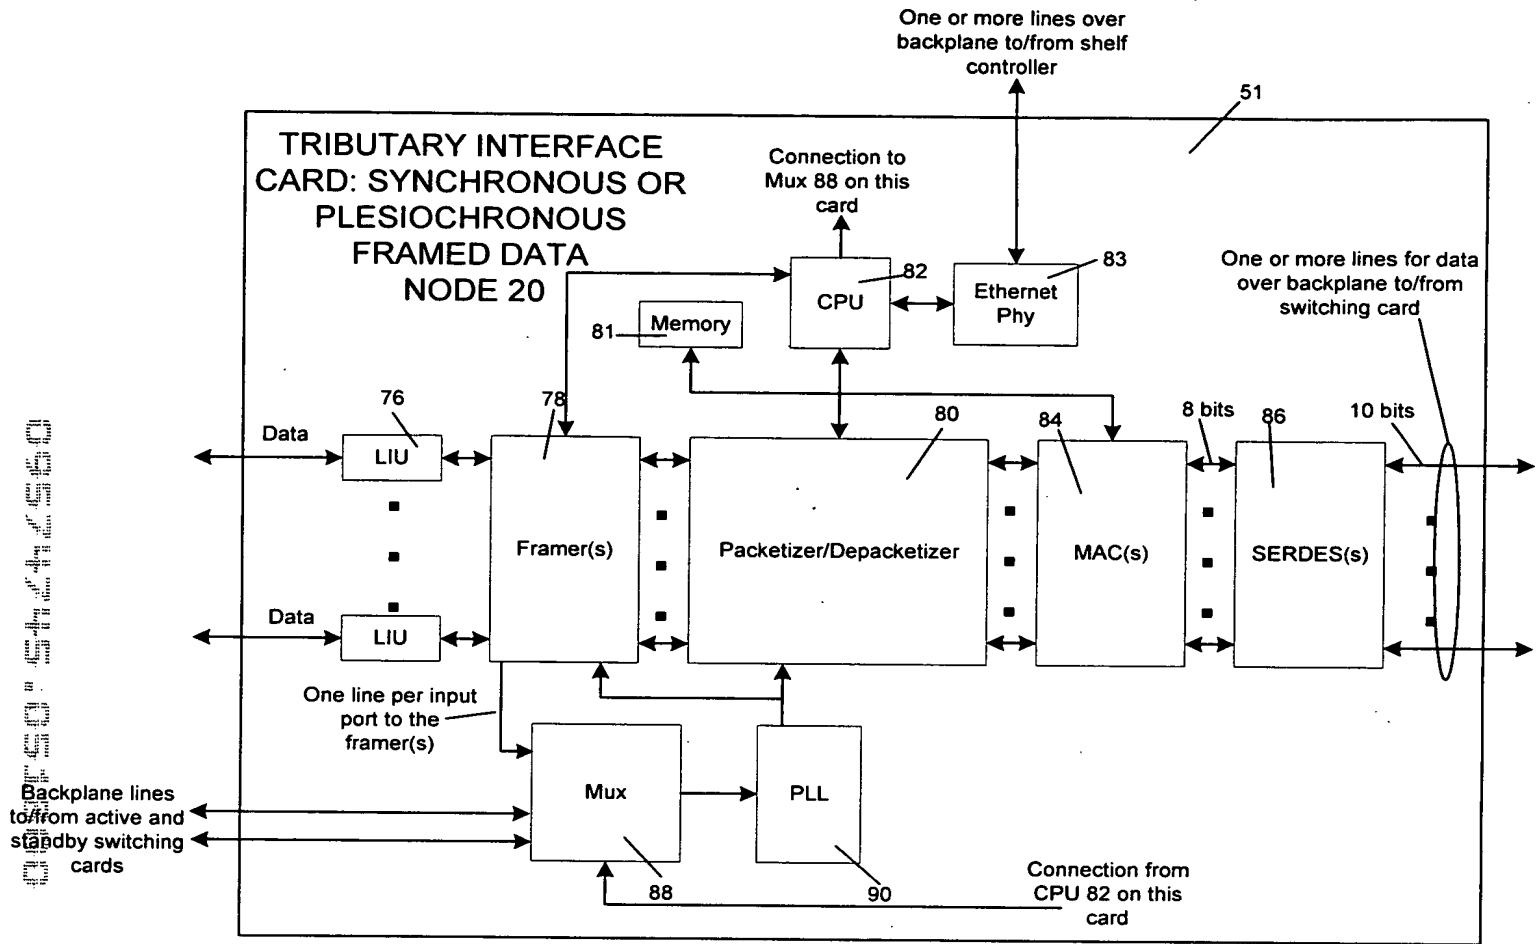 One or more lines over
backplane to/from shelf
controller
51
TRIBUTARY INTERFACE
CARD: SYNCHRONOUS OR
PLESIOCHRONOUS
FRAMED DATA
NODE 20
Connection to
Mux 88 on this
card
82
CPU
83
Ethernet
Phy
One or more lines for data
over backplane to/from
switching card
Memory
81
76
78
80
84
8 bits
86
10 bits
Data
LIU
Framer(s)
Packetizer/Depacketizer
MAC(s)
SERDES(s)
Data
LIU
One line per input
port to the
framer(s)
Mux
PLL
Backplane lines
to/from active and
standby switching
cards
88
90
Connection from
CPU 82 on this
card